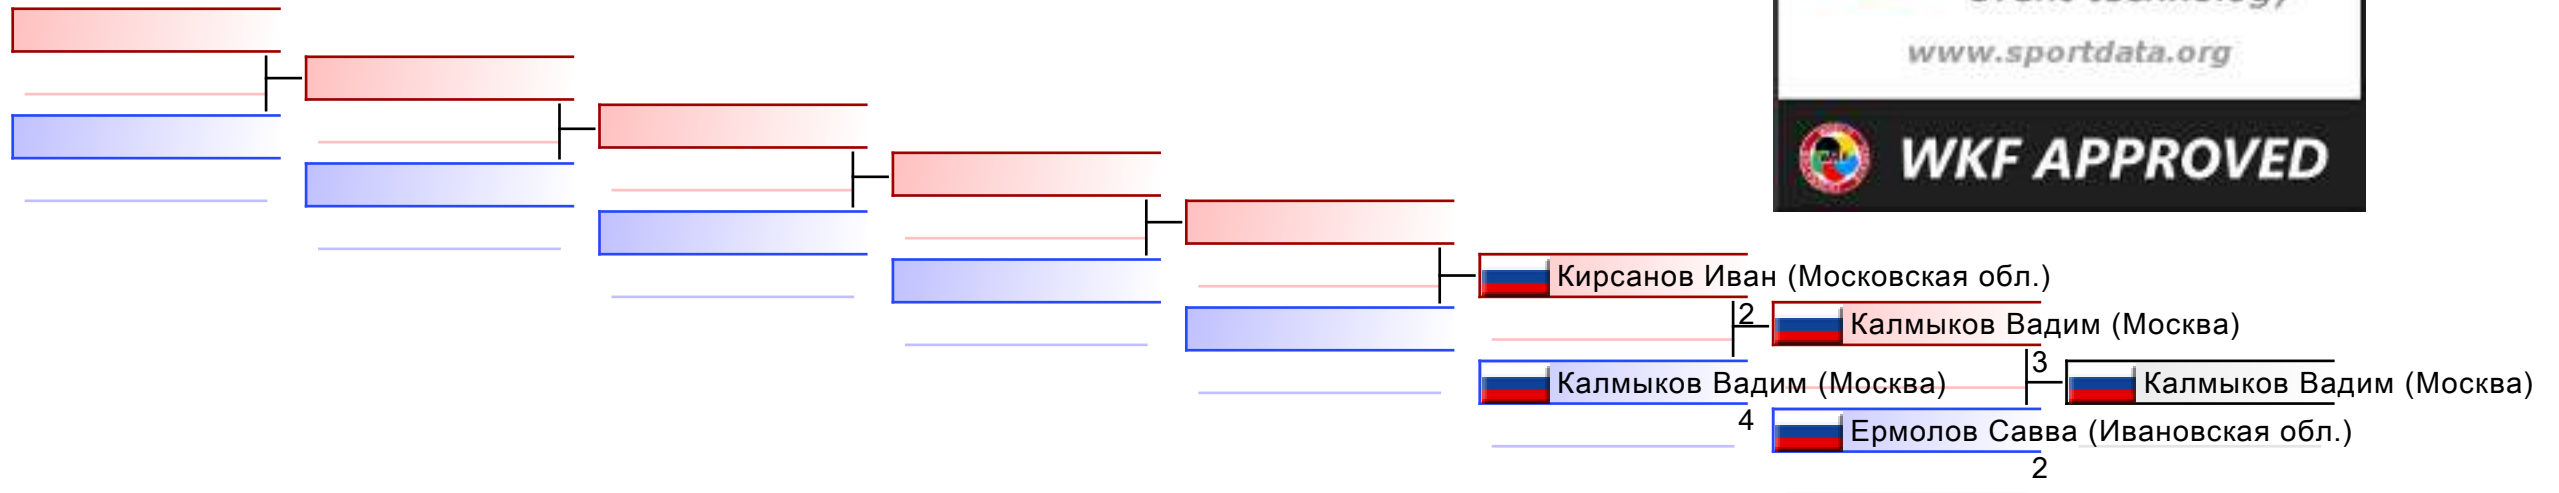 www.sportdata.org
WKF APPROVED
Кирсанов Иван (Московская обл.)
2
Калмыков Вадим (Москва)
3
Калмыков Вадим (Москва)
Калмыков Вадим (Москва)
4
Ермолов Савва (Ивановская обл.)
2